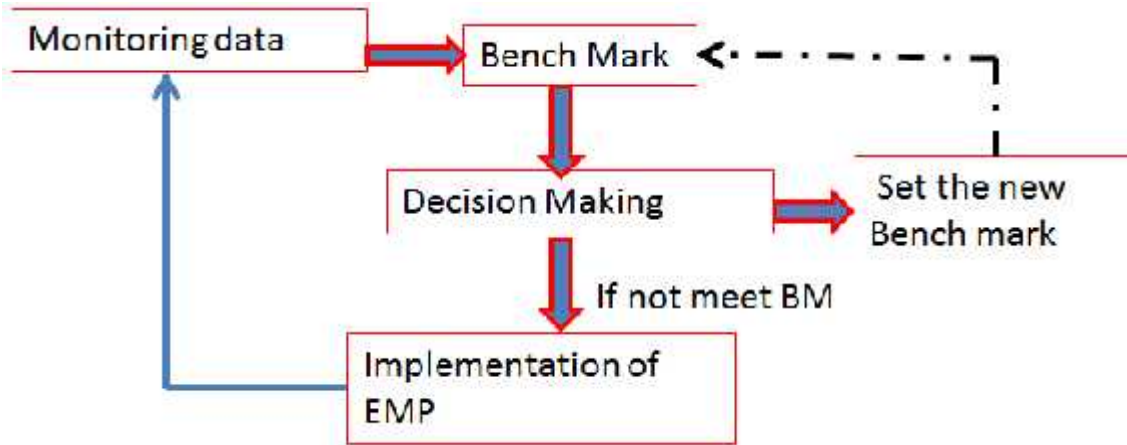 Monitoring data
Bench Mark
Decision Making
Set the new
Bench mark
If not meet BM
Implementation of
EMP